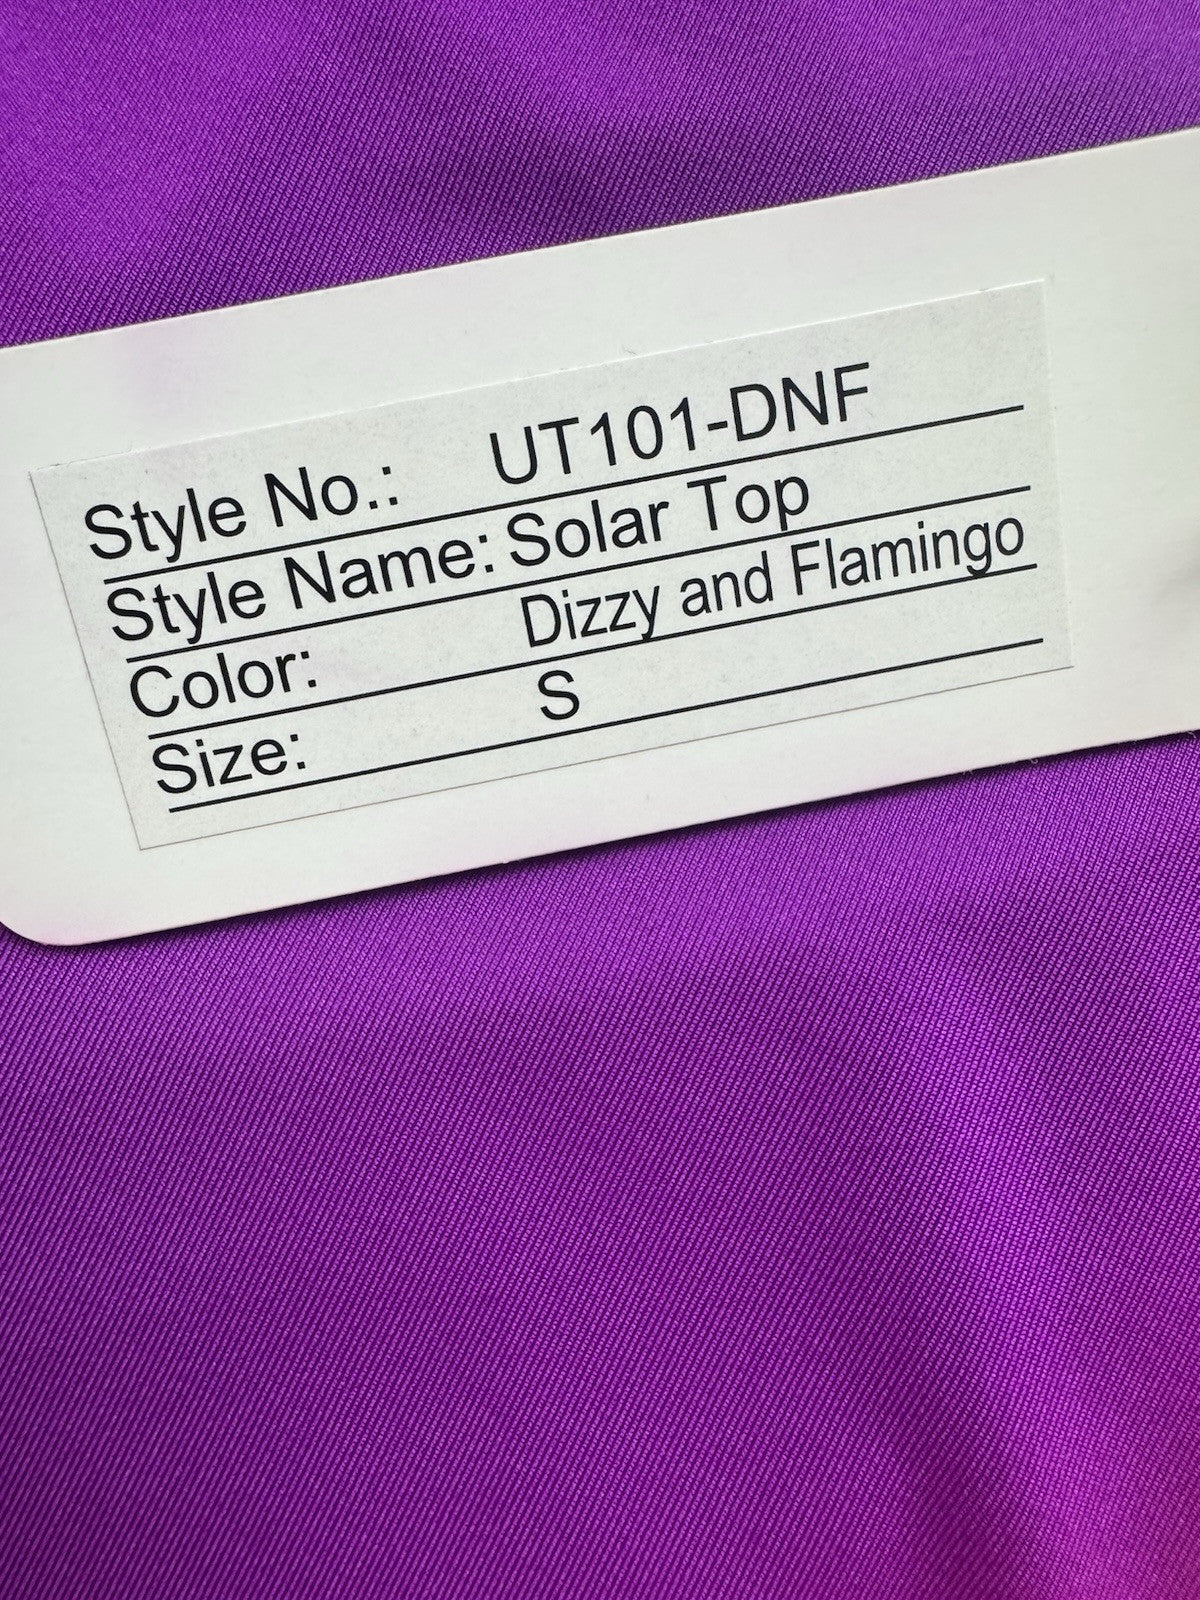 Style No.: UT101-DNF
Style Name: Solar Top
Color: Dizzy and Flamingo
Size: S